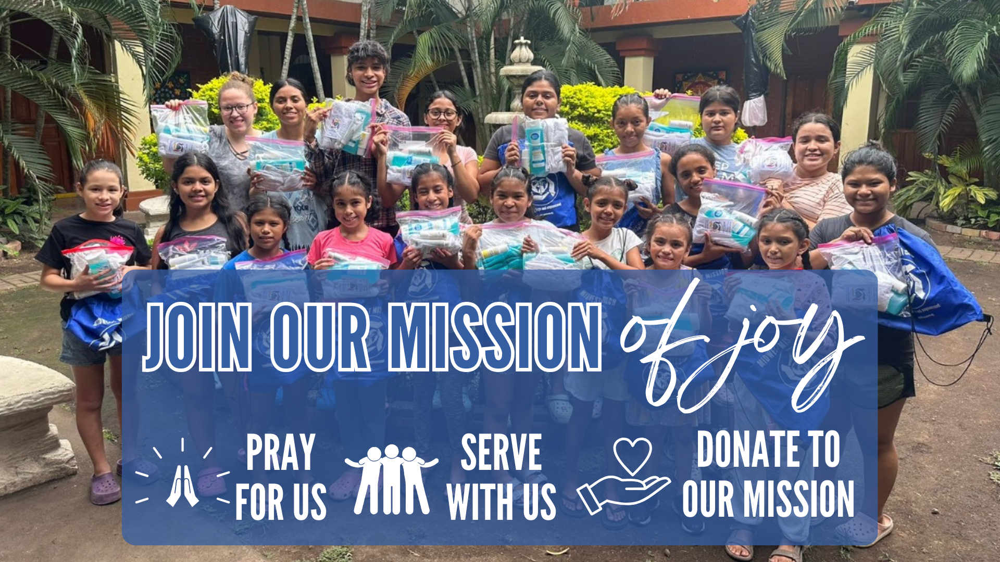 JOIN OUR MISSION of joy
PRAY
FOR US
SERVE
WITH US
DONATE TO
OUR MISSION